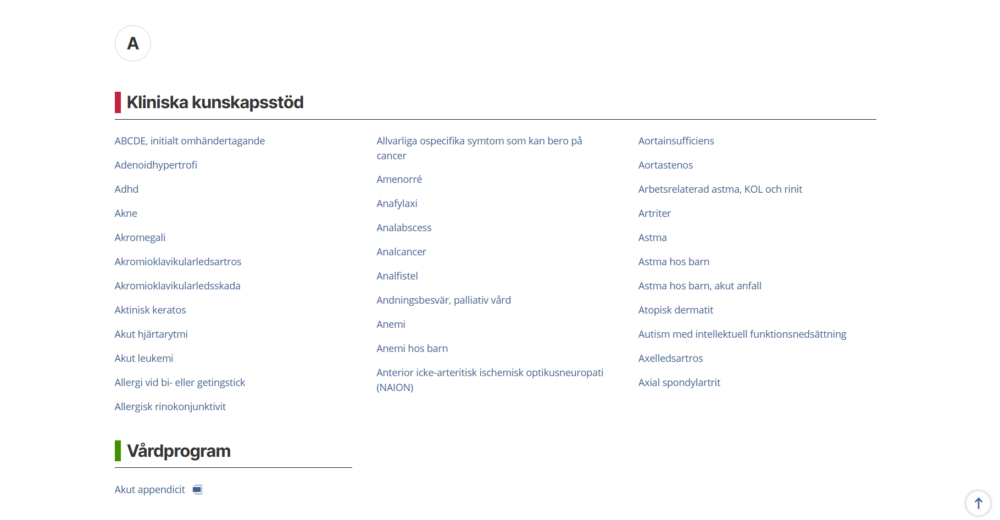 A
Kliniska kunskapsstöd
ABCDE, initialt omhändertagande
Adenoidhypertrofi
Adhd
Akne
Akromegali
Akromioklavikularledsartros
Akromioklavikularledsskada
Aktinisk keratos
Akut hjärtarytmi
Akut leukemi
Allergi vid bi- eller getingstick
Allergisk rinokonjunktivit
Allvarliga ospecifika symtom som kan bero på
cancer
Amenorré
Anafylaxi
Analabscess
Analcancer
Analfistel
Andningsbesvär, palliativ vård
Anemi
Anemi hos barn
Anterior icke-arteritisk ischemisk optikusneuropati
(NAION)
Aortainsufficiens
Aortastenos
Arbetsrelaterad astma, KOL och rinit
Artriter
Astma
Astma hos barn
Astma hos barn, akut anfall
Atopisk dermatit
Autism med intellektuell funktionsnedsättning
Axelledsartros
Axial spondylartrit
Vårdprogram
Akut appendicit